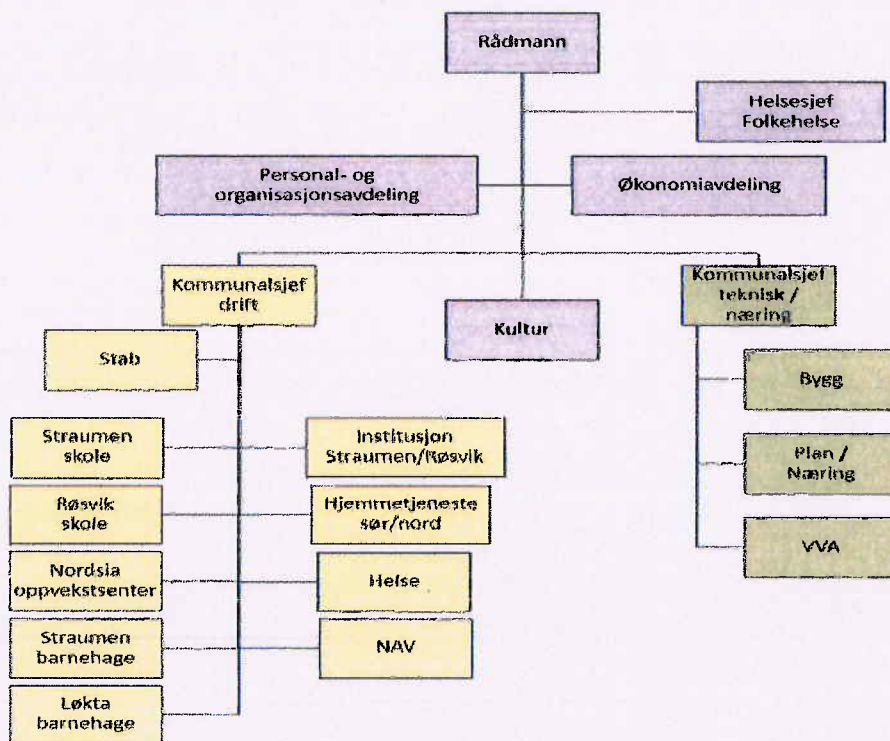 Rådmann
Helsesjef
Folkehelse
Personal- og
organisasjonsavdeling
Økonomiavdeling
Kommunalsjef
drift
Kultur
Kommunalsjef
teknisk /
næring
Stab
Bygg
Straumen
skole
Institusjon
Straumen/Røsvik
Plan /
Næring
Røsvik
skole
Hjemmetjeneste
sør/nord
VVA
Nordsia
oppvekstsenter
Helse
Straumen
barnehage
NAV
Løkta
barnehage